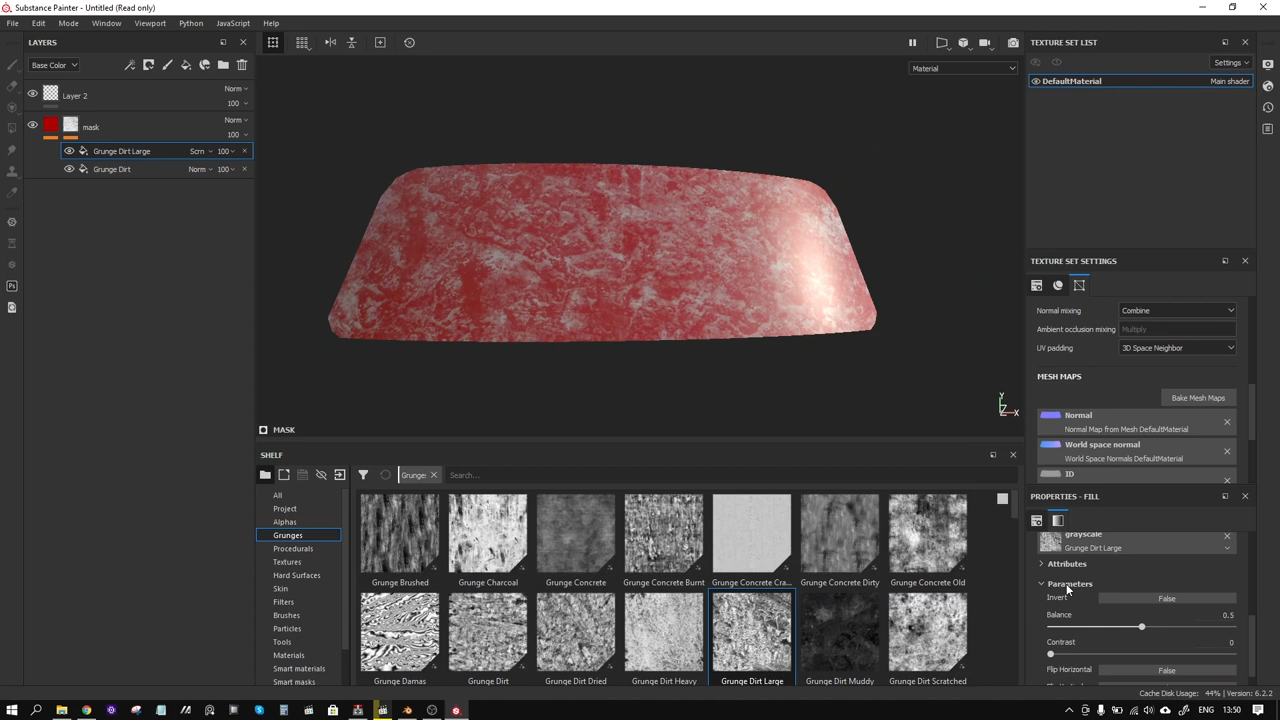 Substance Painter - Untitled (Read only)
File Edit Mode Window Viewport Python JavaScript Help
LAYERS
Base Color
Layer 2
Norm
100
mask
Norm
100
Grunge Dirt Large Scrn 100
Grunge Dirt Norm 100
Material
MASK
SHELF
Grunge
Search...
All
Project
Alphas
Grunges
Procedurals
Textures
Hard Surfaces
Skin
Filters
Brushes
Particles
Tools
Materials
Smart materials
Smart masks
Grunge Brushed Grunge Charcoal Grunge Concrete Grunge Concrete Burnt Grunge Concrete Cra... Grunge Concrete Dirty Grunge Concrete Old
Grunge Damas Grunge Dirt Grunge Dirt Dried Grunge Dirt Heavy Grunge Dirt Large Grunge Dirt Muddy Grunge Dirt Scratched
TEXTURE SET LIST
Settings
DefaultMaterial Main shader
TEXTURE SET SETTINGS
Normal mixing Combine
Ambient occlusion mixing Multiply
UV padding 3D Space Neighbor
MESH MAPS
Bake Mesh Maps
Normal
Normal Map from Mesh DefaultMaterial
World space normal
World Space Normals DefaultMaterial
ID
PROPERTIES - FILL
grayscale
Grunge Dirt Large
Attributes
Parameters
Invert False
Balance 0.5
Contrast 0
Flip Horizontal False
Cache Disk Usage: 44% | Version: 6.2.2
ENG 13:50